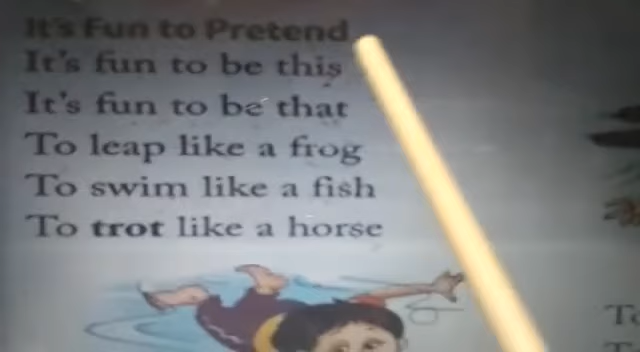 It's Fun to Pretend
It's fun to be this
It's fun to be that
To leap like a frog
To swim like a fish
To trot like a horse
To